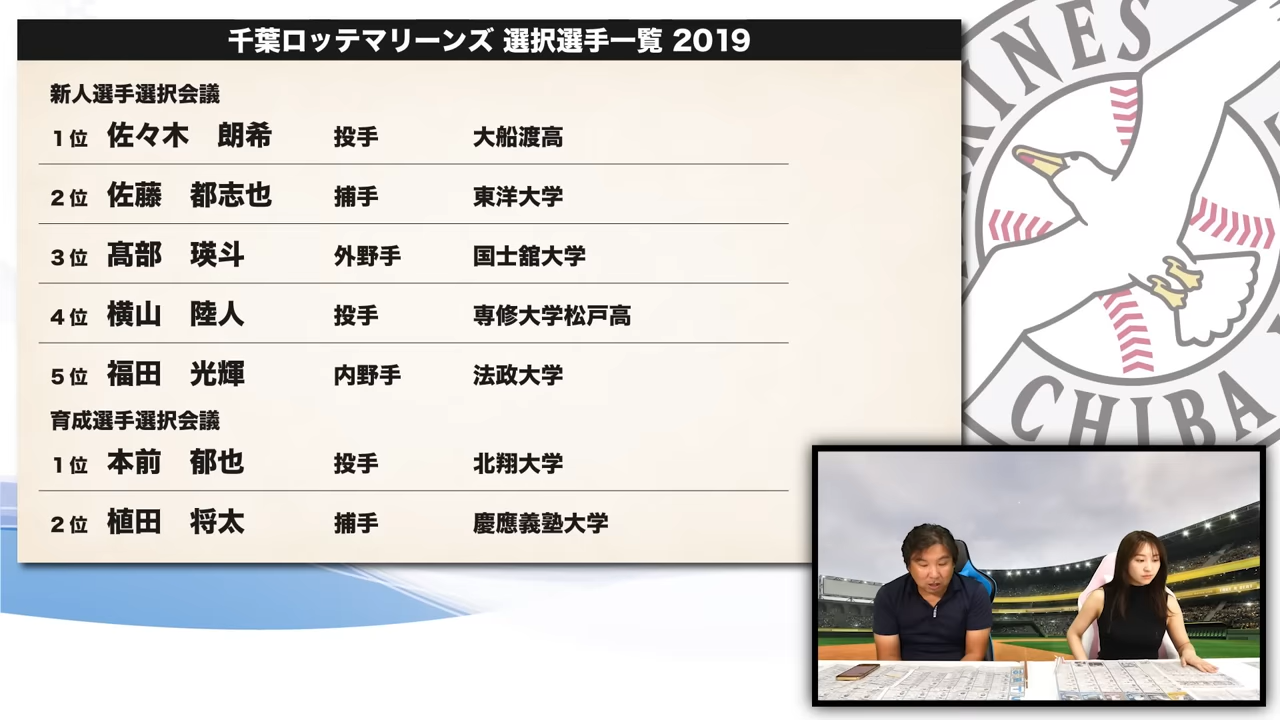 千葉ロッテマリーンズ 選択選手一覧 2019
新人選手選択会議
1位 佐々木 朗希 投手 大船渡高
2位 佐藤 都志也 捕手 東洋大学
3位 髙部 瑛斗 外野手 国士舘大学
4位 横山 陸人 投手 専修大学松戸高
5位 福田 光輝 内野手 法政大学
育成選手選択会議
1位 本前 郁也 投手 北翔大学
2位 植田 将太 捕手 慶應義塾大学
INES
CHIBA